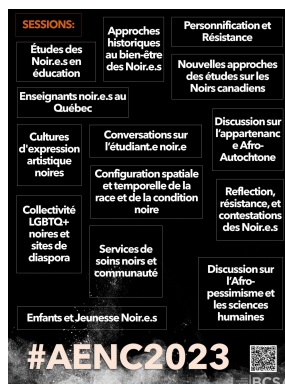 SESSIONS:
Études des
Noir.e.s en
éducation
Approches
historiques
au bien-être
des Noir.e.s
Personnification et
Résistance
Nouvelles approches
des études sur les
Noirs canadiens
Enseignants noir.e.s au
Québec
Cultures
d'expression
artistique
noires
Conversations sur
l'étudiant.e noir.e
Discussion sur
l'appartenanc
e Afro-
Autochtone
Configuration spatiale
et temporelle de la
race et de la condition
noire
Reflection,
résistance, et
contestations
des Noir.e.s
Collectivité
LGBTQ+
noires et
sites de
diaspora
Services de
soins noirs et
communauté
Discussion sur
l'Afro-
pessimisme et
les sciences
humaines
Enfants et Jeunesse Noir.e.s
#AENC2023
BCS